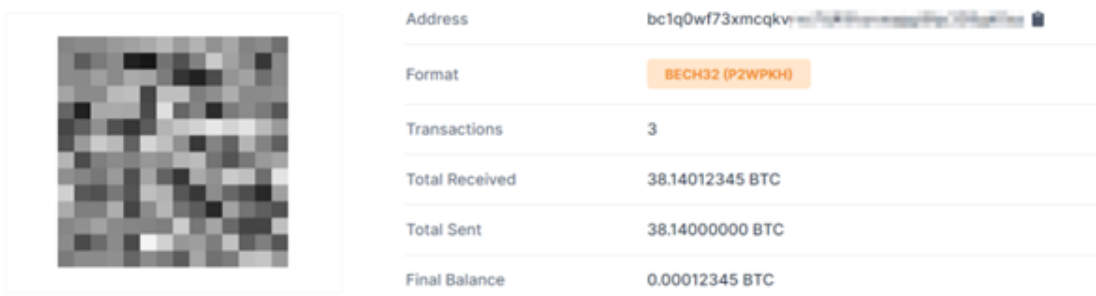 Address bc1q0wf73xmcqkv
Format BECH32 (P2WPKH)
Transactions 3
Total Received 38.14012345 BTC
Total Sent 38.14000000 BTC
Final Balance 0.00012345 BTC